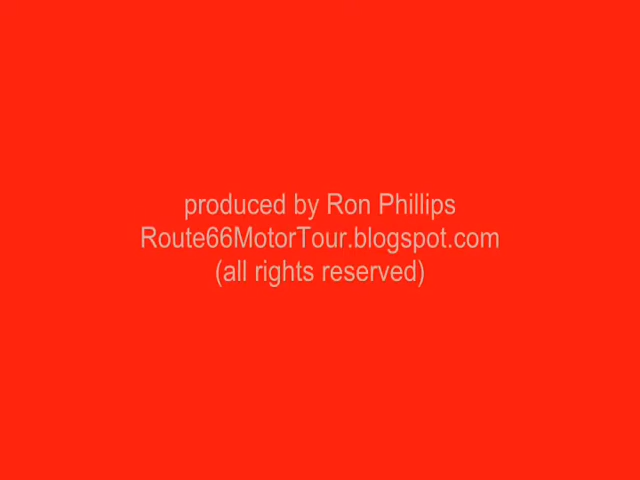 produced by Ron Phillips
Route66MotorTour.blogspot.com
(all rights reserved)